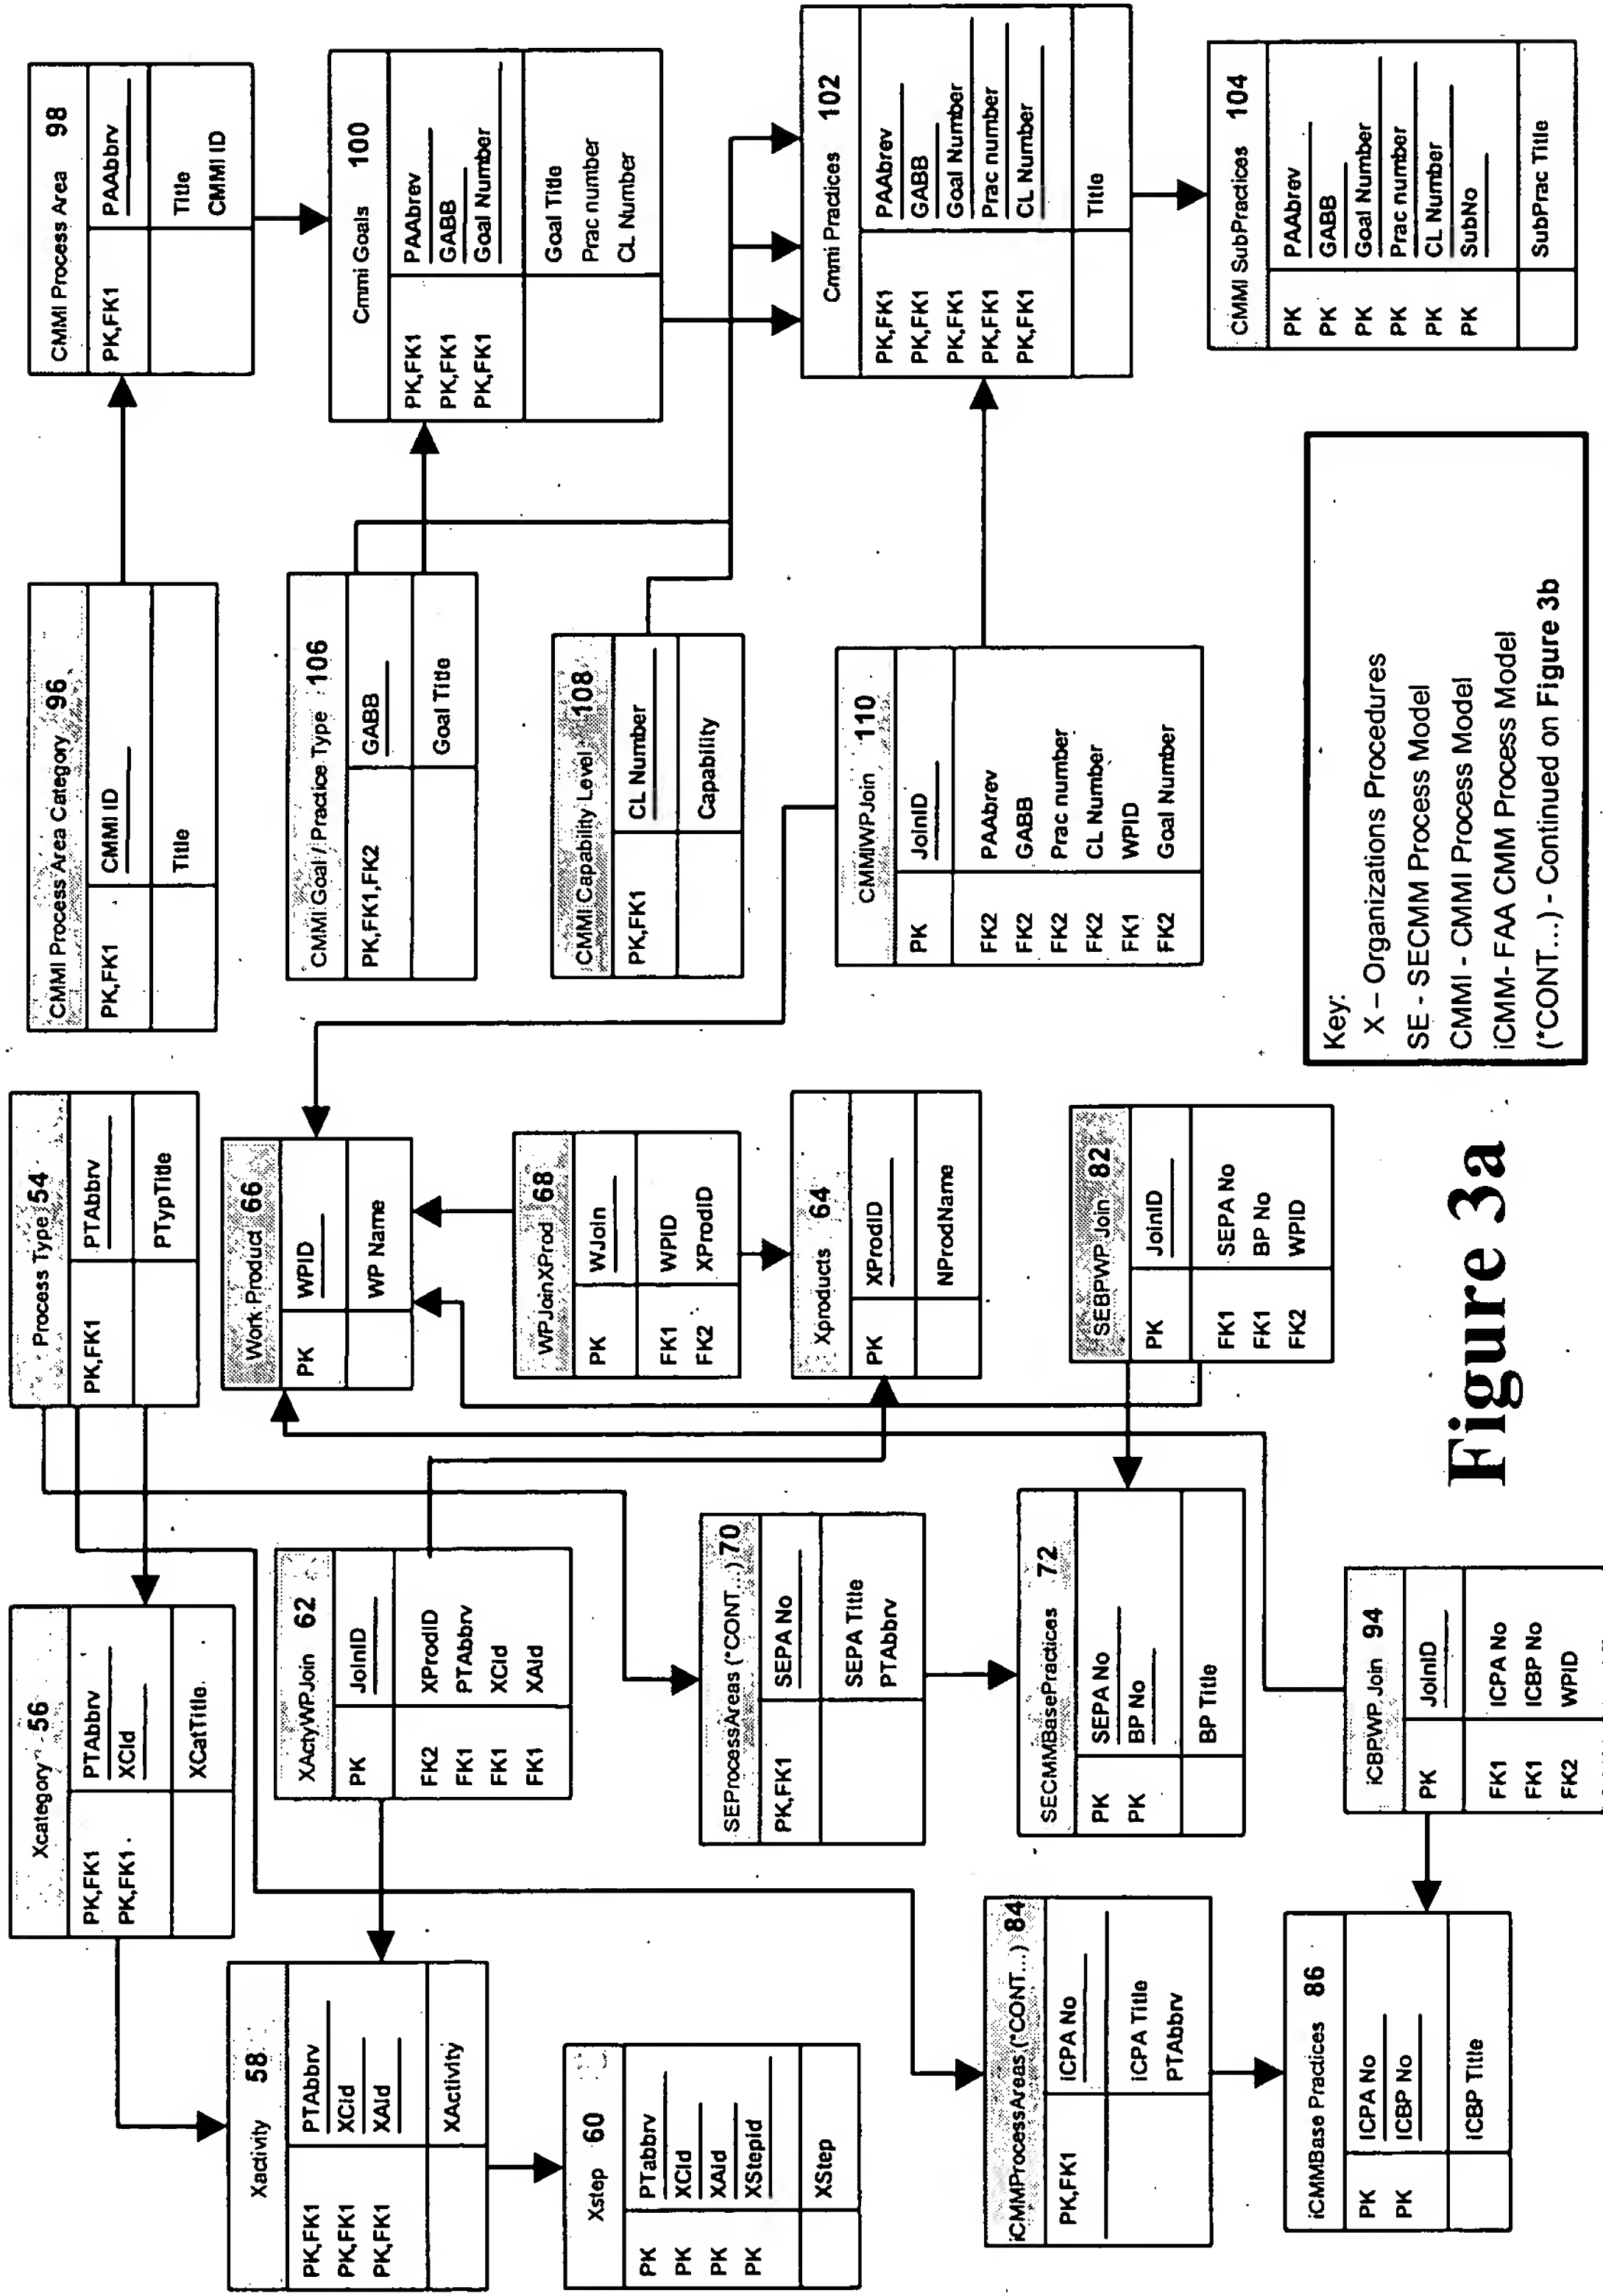 Process Type 54
PK,FK1 PTAbbrv
PTypTitle
Xcategory 56
PK,FK1 PTAbbrv
PK,FK1 XCId
XCatTitle
Xactivity 58
PK,FK1 PTAbbrv
PK,FK1 XCId
PK,FK1 XAId
XActivity
Xstep 60
PK PTabbrv
PK XCId
PK XAId
PK XStepid
XStep
XActyWPJoin 62
PK JoinID
FK2 XProdID
FK1 PTAbbrv
FK1 XCId
FK1 XAId
Work Product 66
PK WPID
WP Name
WPJoinXProd 68
PK WJoin
FK1 WPID
FK2 XProdID
Xproducts 64
PK XProdID
NProdName
SEProcessAreas (*CONT...) 70
PK,FK1 SEPA No
SEPA Title
PTAbbrv
SECMMBasePractices 72
PK SEPA No
PK BP No
BP Title
SEBPWP Join 82
PK JoinID
FK1 SEPA No
FK1 BP No
FK2 WPID
iCMMProcessAreas (*CONT...) 84
PK,FK1 iCPA No
iCPA Title
PTAbbrv
iCMMBase Practices 86
PK iCPA No
PK iCBP No
iCBP Title
iCBPWP Join 94
PK JoinID
FK1 ICPA No
FK1 ICBP No
FK2 WPID
CMMI Process Area Category 96
PK,FK1 CMMI ID
Title
CMMI Process Area 98
PK,FK1 PAAbbrv
Title
CMMI ID
Cmmi Goals 100
PK,FK1 PAAbrev
PK,FK1 GABB
PK,FK1 Goal Number
Goal Title
Prac number
CL Number
CMMI Goal / Practice Type 106
PK,FK1,FK2 GABB
Goal Title
CMMI Capability Level 108
PK,FK1 CL Number
Capability
Cmmi Practices 102
PK,FK1 PAAbrev
PK,FK1 GABB
PK,FK1 Goal Number
PK,FK1 Prac number
PK,FK1 CL Number
Title
CMMIWPJoin 110
PK JoinID
FK2 PAAbrev
FK2 GABB
FK2 Prac number
FK2 CL Number
FK1 WPID
FK2 Goal Number
CMMI SubPractices 104
PK PAAbrev
PK GABB
PK Goal Number
PK Prac number
PK CL Number
PK SubNo
SubPrac Title
Key:
X – Organizations Procedures
SE - SECMM Process Model
CMMI - CMMI Process Model
iCMM- FAA CMM Process Model
(*CONT...) - Continued on Figure 3b
Figure 3a